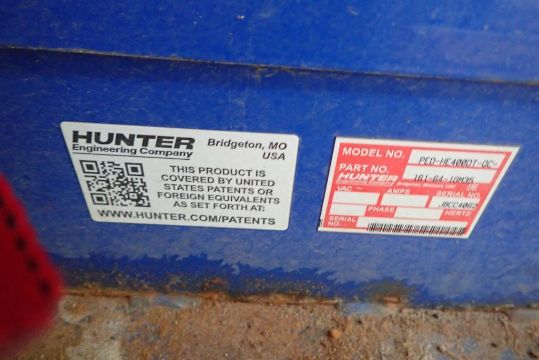 HUNTER
Engineering Company
Bridgeton, MO
USA
THIS PRODUCT IS
COVERED BY UNITED
STATES PATENTS OR
FOREIGN EQUIVALENTS
AS SET FORTH AT:
WWW.HUNTER.COM/PATENTS
MODEL NO.
PART NO.
HUNTER
Engineering Company
VAC ~
AMPS
SERIAL NO.
PHASE
HERTZ
SERIAL
NO.